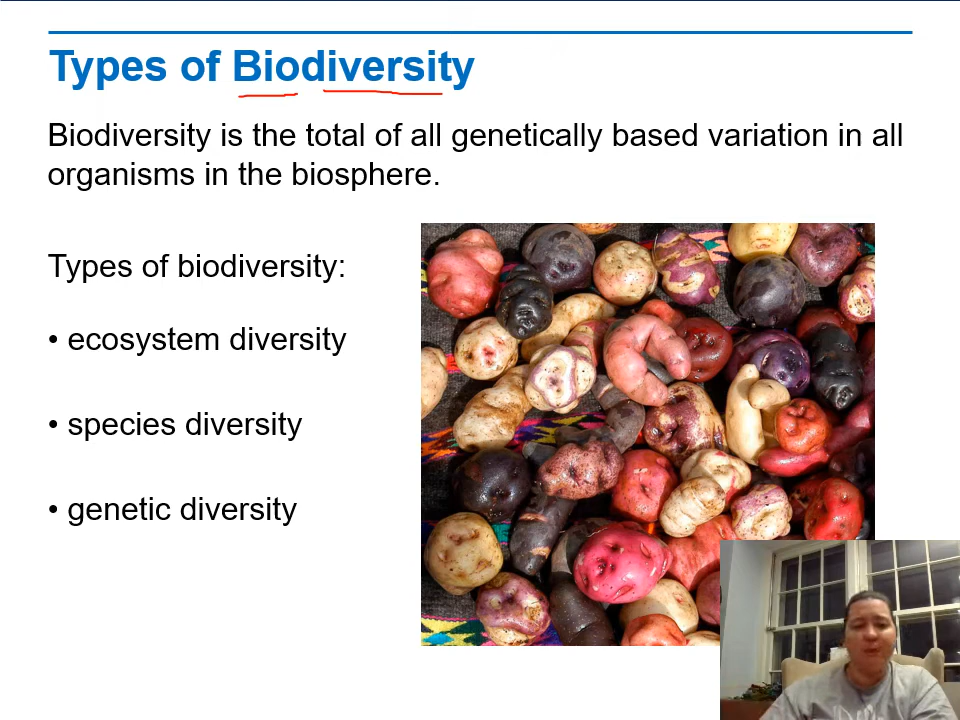 Types of Biodiversity
Biodiversity is the total of all genetically based variation in all
organisms in the biosphere.
Types of biodiversity:
• ecosystem diversity
• species diversity
• genetic diversity